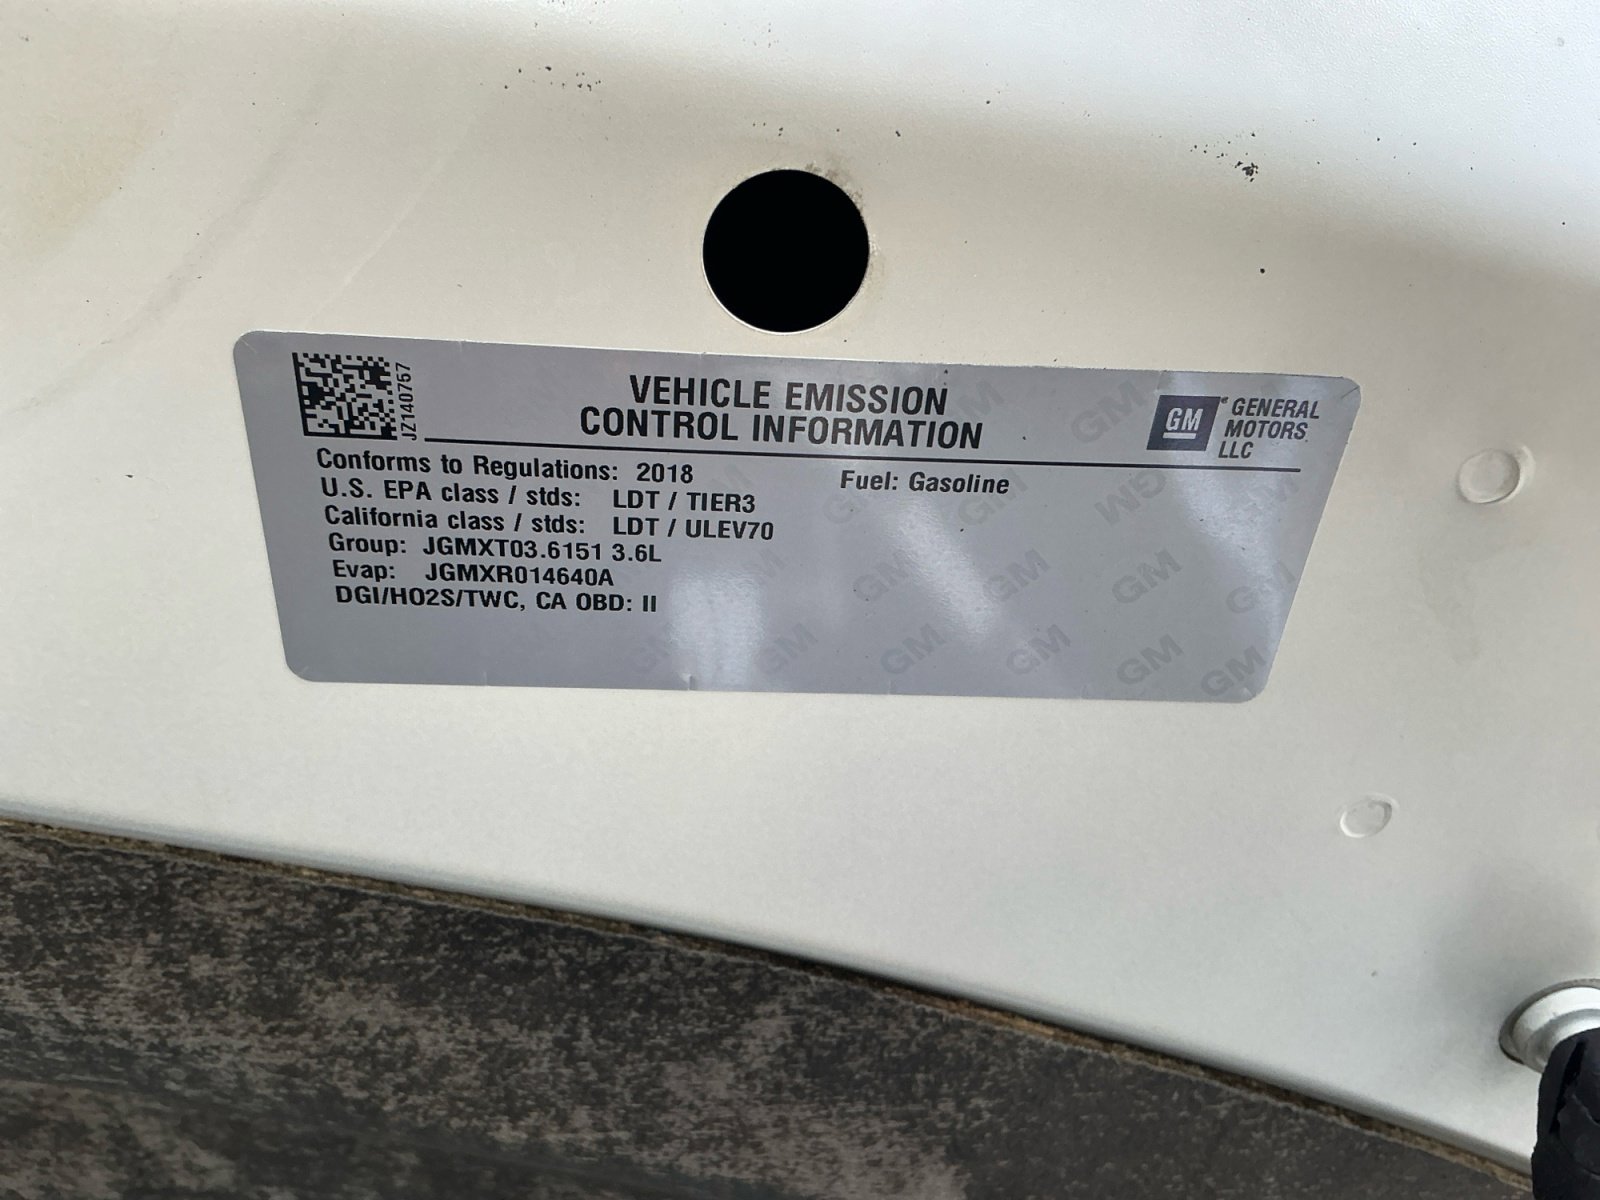 JZ140757
VEHICLE EMISSION
CONTROL INFORMATION
GM
GENERAL
MOTORS
LLC
Conforms to Regulations: 2018
Fuel: Gasoline
U.S. EPA class / stds: LDT / TIER3
California class / stds: LDT / ULEV70
Group: JGMXT03.6151 3.6L
Evap: JGMXR014640A
DGI/HO2S/TWC, CA OBD: II